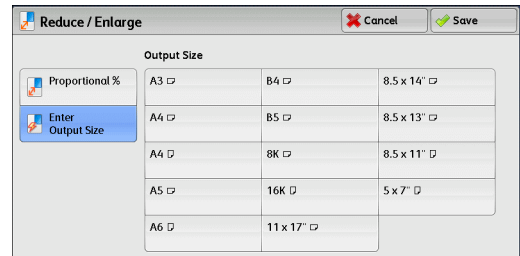 Reduce / Enlarge
Cancel
Save
Output Size
Proportional %
Enter
Output Size
A3
B4
8.5 x 14"
A4
B5
8.5 x 13"
A4
8K
8.5 x 11"
A5
16K
5 x 7"
A6
11 x 17"